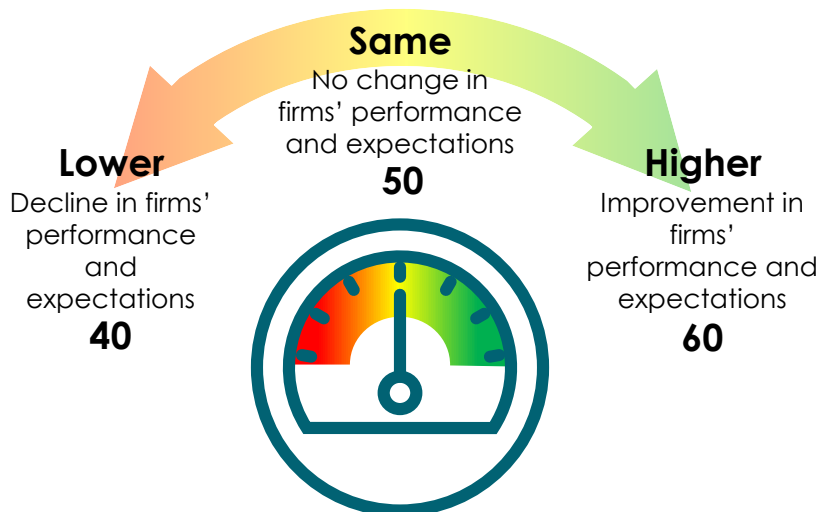 Same
No change in
firms’ performance
and expectations
50
Lower
Decline in firms’
performance
and
expectations
40
Higher
Improvement in
firms’
performance and
expectations
60